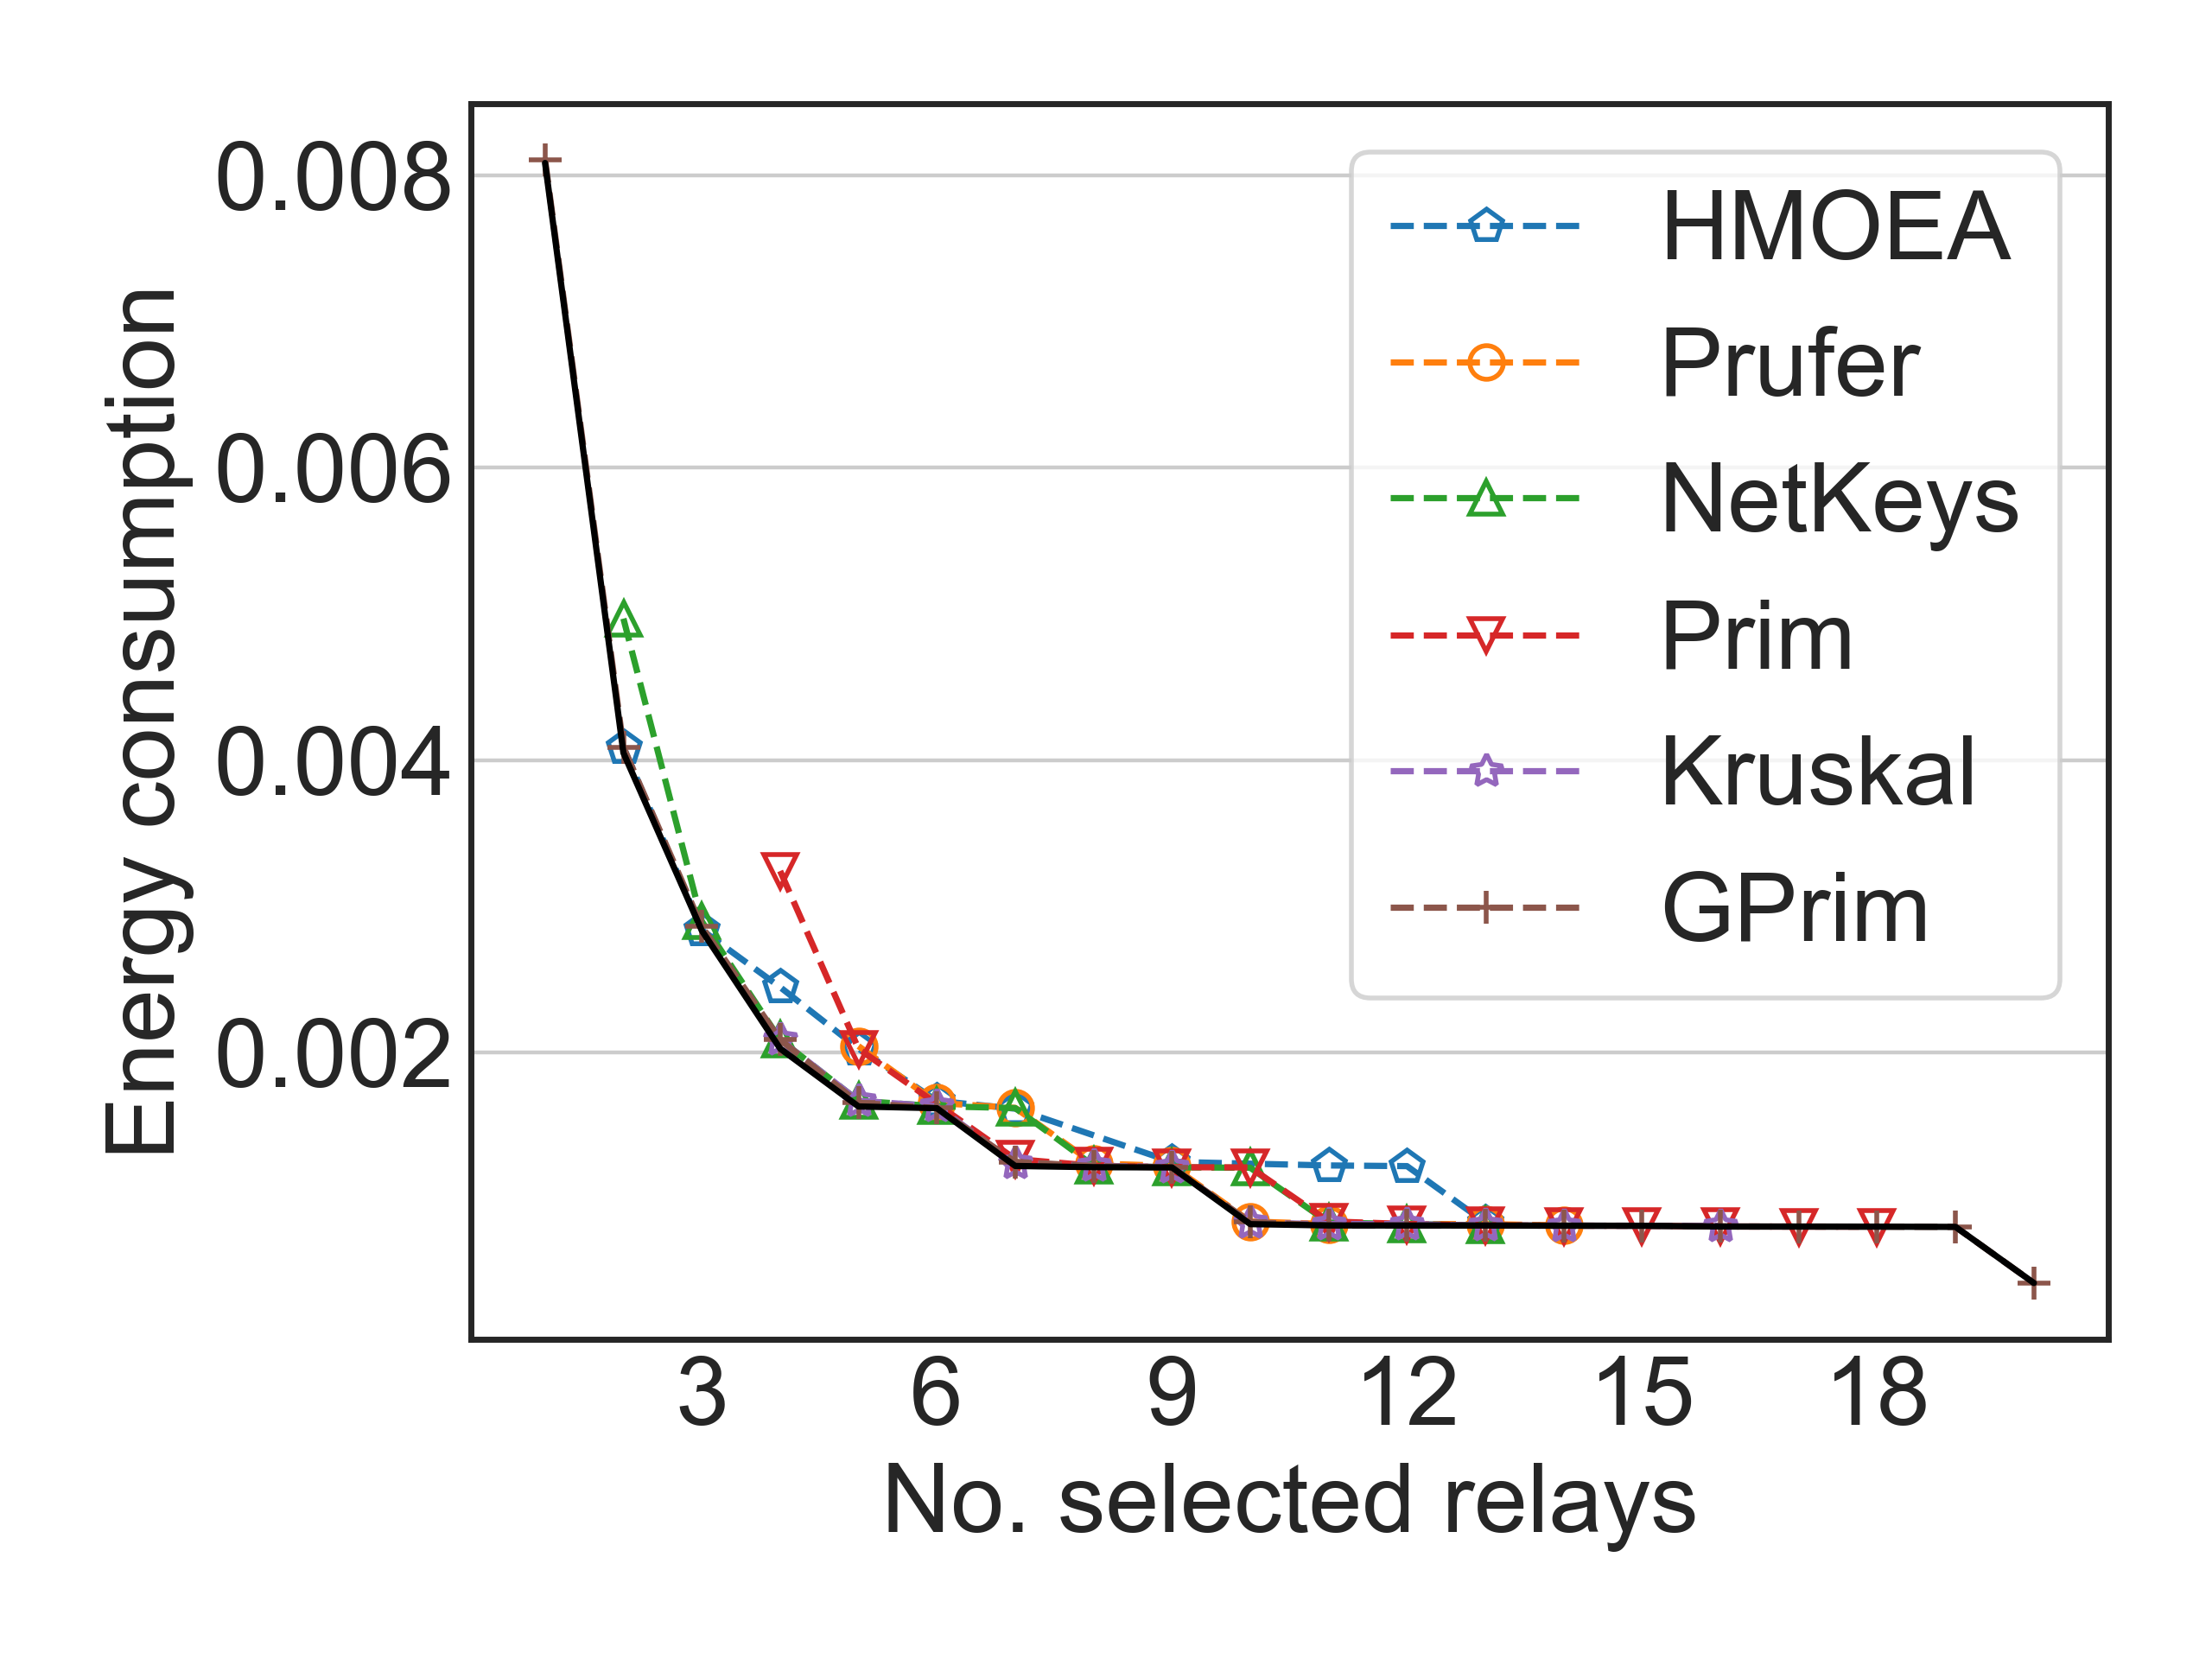 Energy consumption
0.008
0.006
0.004
0.002
3 6 9 12 15 18
No. selected relays
HMOEA
Prufer
NetKeys
Prim
Kruskal
GPrim